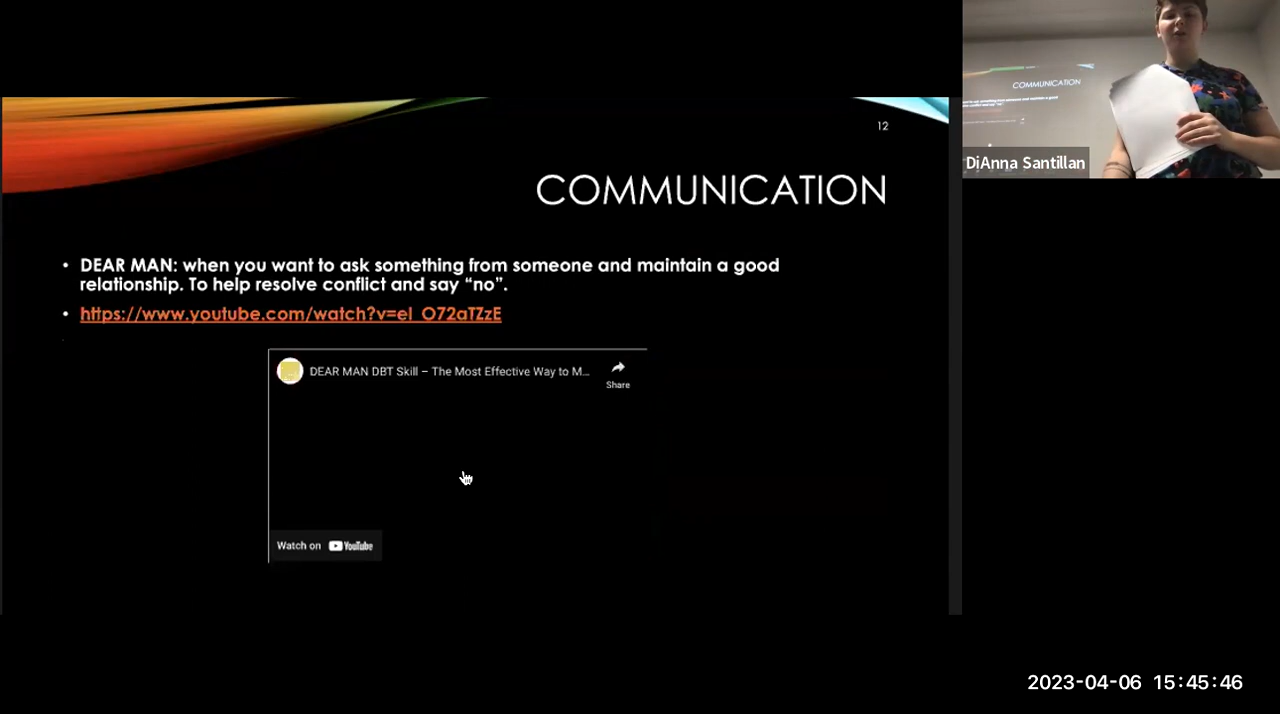 12
COMMUNICATION
• DEAR MAN: when you want to ask something from someone and maintain a good
relationship. To help resolve conflict and say “no”.
• https://www.youtube.com/watch?v=eI_O72aTZzE
DEAR MAN DBT Skill – The Most Effective Way to M...
Share
Watch on YouTube
COMMUNICATION
DiAnna Santillan
2023-04-06 15:45:46